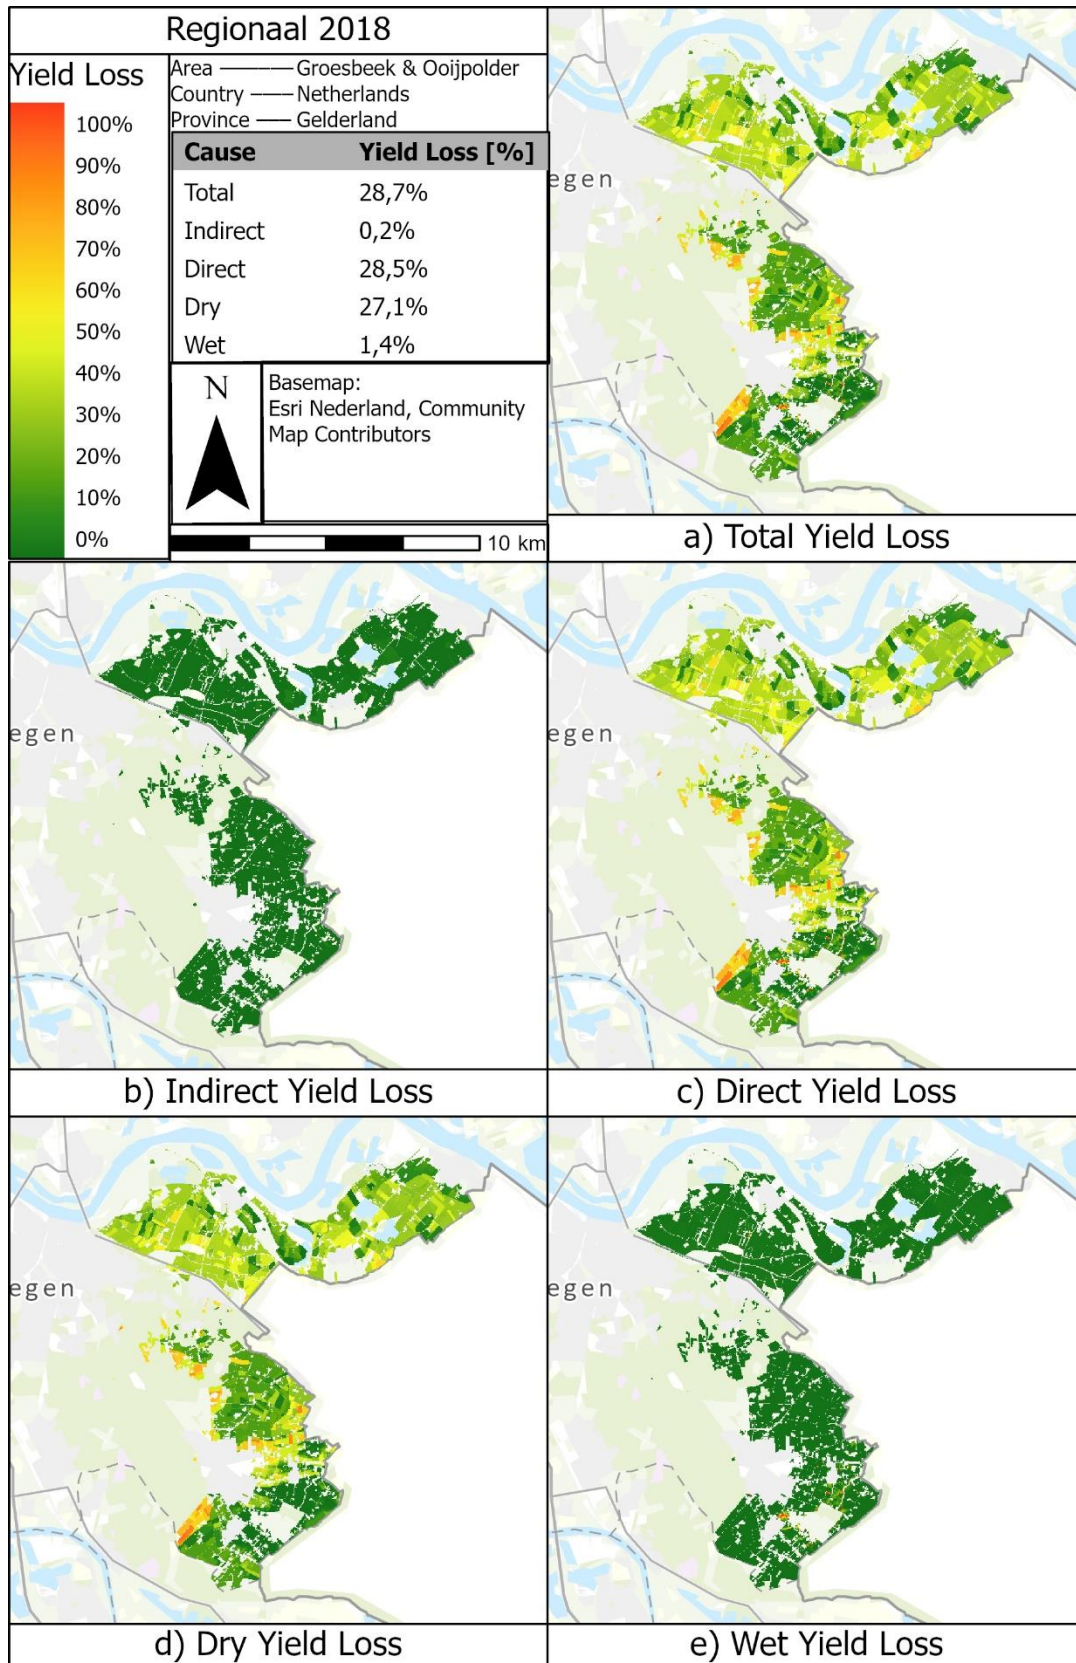 Regionaal 2018
Yield Loss
100%
90%
80%
70%
60%
50%
40%
30%
20%
10%
0%
Area Groesbeek & Ooijpolder
Country Netherlands
Province Gelderland
Cause Yield Loss [%]
Total 28,7%
Indirect 0,2%
Direct 28,5%
Dry 27,1%
Wet 1,4%
N
Basemap:
Esri Nederland, Community
Map Contributors
10 km
egen
a) Total Yield Loss
egen
b) Indirect Yield Loss
egen
c) Direct Yield Loss
egen
d) Dry Yield Loss
egen
e) Wet Yield Loss